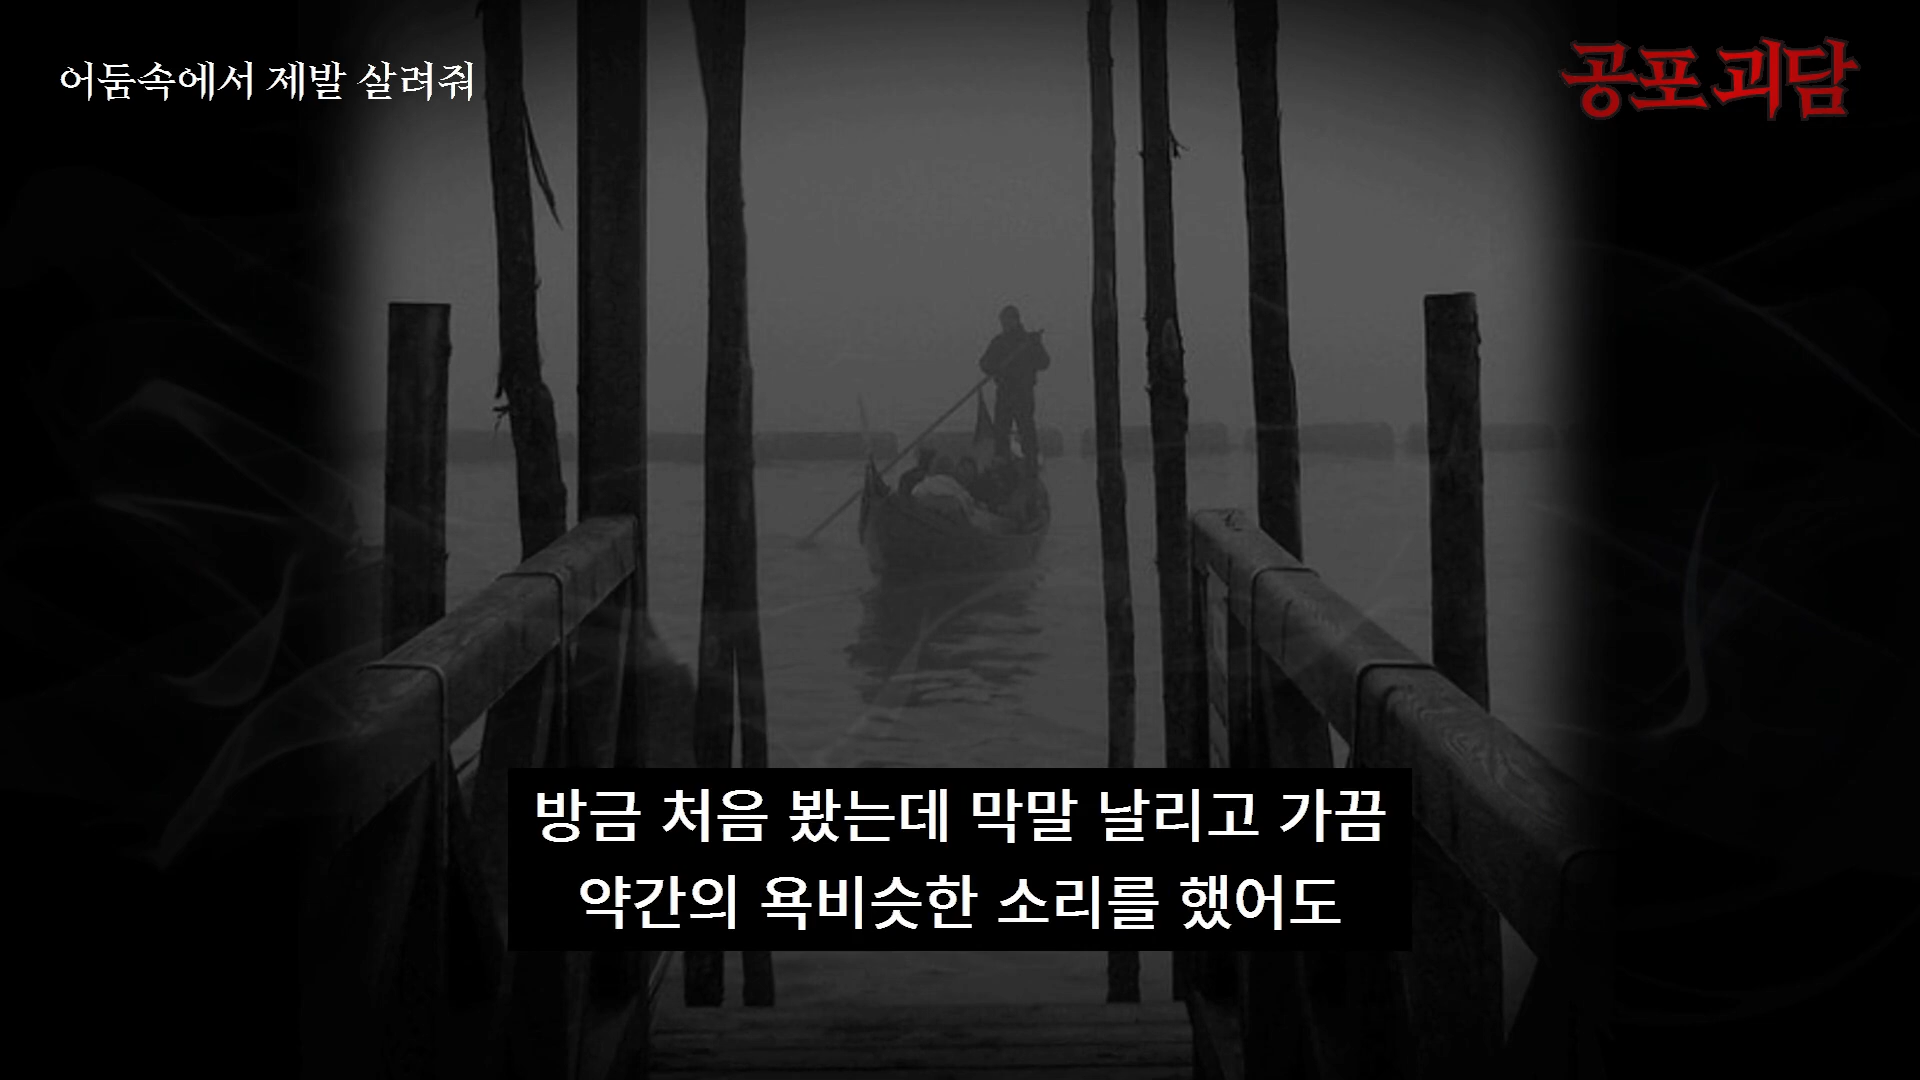 어둠속에서 제발 살려줘
공포 괴담
방금 처음 봤는데 막말 날리고 가끔
약간의 욕비슷한 소리를 했어도